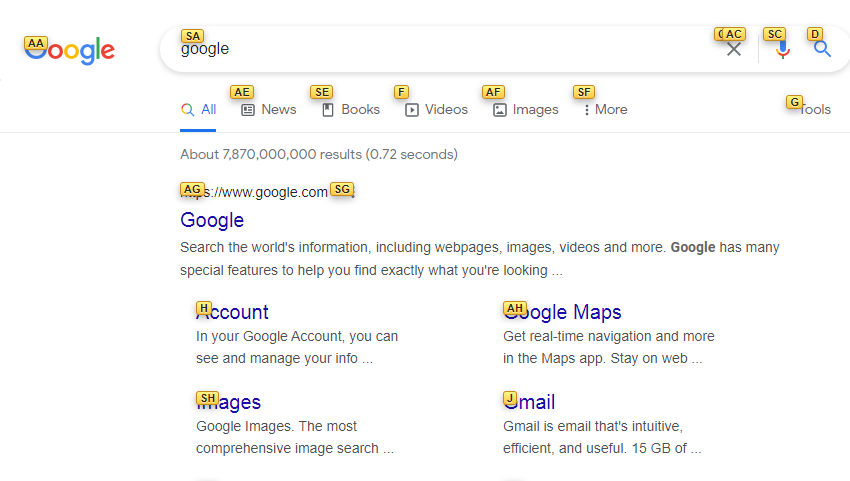 AA Google
SA
google
AC SC D
All AE News SE Books F Videos AF Images SF More G Tools
About 7,870,000,000 results (0.72 seconds)
AG https://www.google.com SG
Google
Search the world's information, including webpages, images, videos and more. Google has many
special features to help you find exactly what you're looking ...
H Account
In your Google Account, you can
see and manage your info ...
AH Google Maps
Get real-time navigation and more
in the Maps app. Stay on web ...
SH Images
Google Images. The most
comprehensive image search ...
J Gmail
Gmail is email that's intuitive,
efficient, and useful. 15 GB of ...